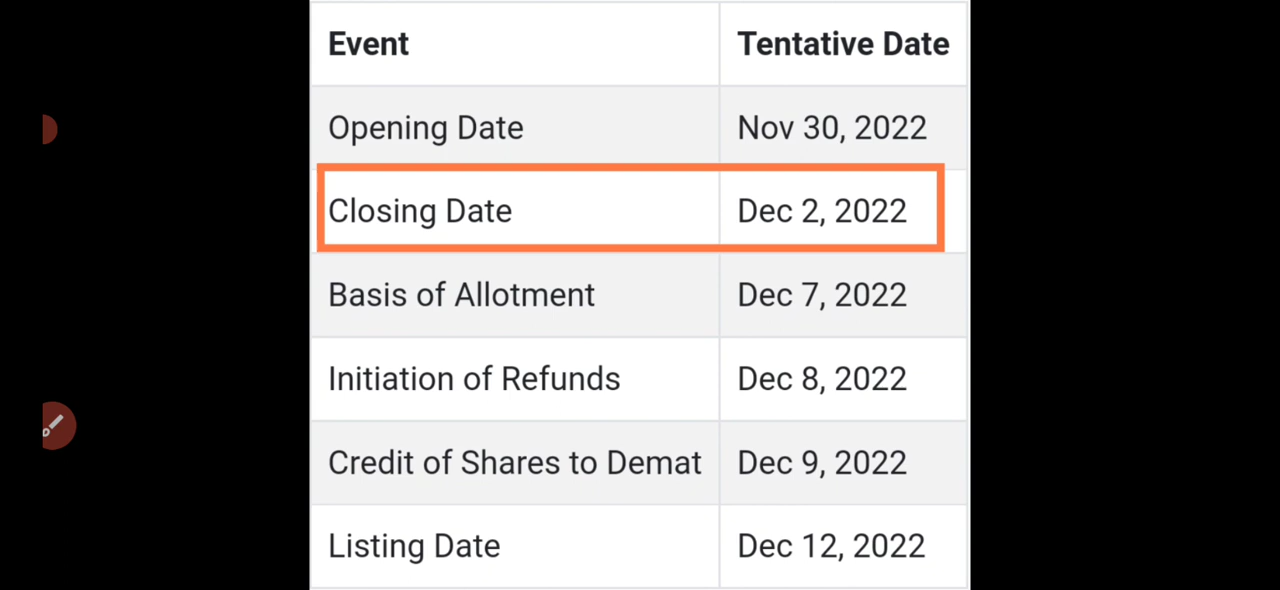 Event Tentative Date
Opening Date Nov 30, 2022
Closing Date Dec 2, 2022
Basis of Allotment Dec 7, 2022
Initiation of Refunds Dec 8, 2022
Credit of Shares to Demat Dec 9, 2022
Listing Date Dec 12, 2022